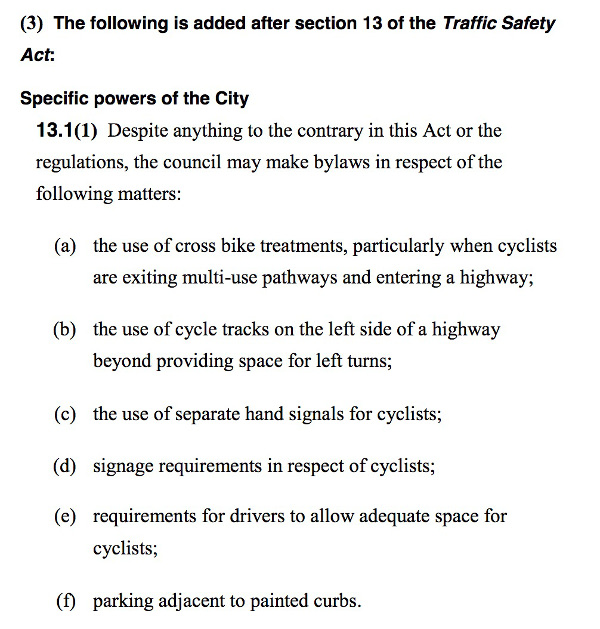 (3) The following is added after section 13 of the Traffic Safety
Act:
Specific powers of the City
13.1(1) Despite anything to the contrary in this Act or the
regulations, the council may make bylaws in respect of the
following matters:
(a) the use of cross bike treatments, particularly when cyclists
are exiting multi-use pathways and entering a highway;
(b) the use of cycle tracks on the left side of a highway
beyond providing space for left turns;
(c) the use of separate hand signals for cyclists;
(d) signage requirements in respect of cyclists;
(e) requirements for drivers to allow adequate space for
cyclists;
(f) parking adjacent to painted curbs.